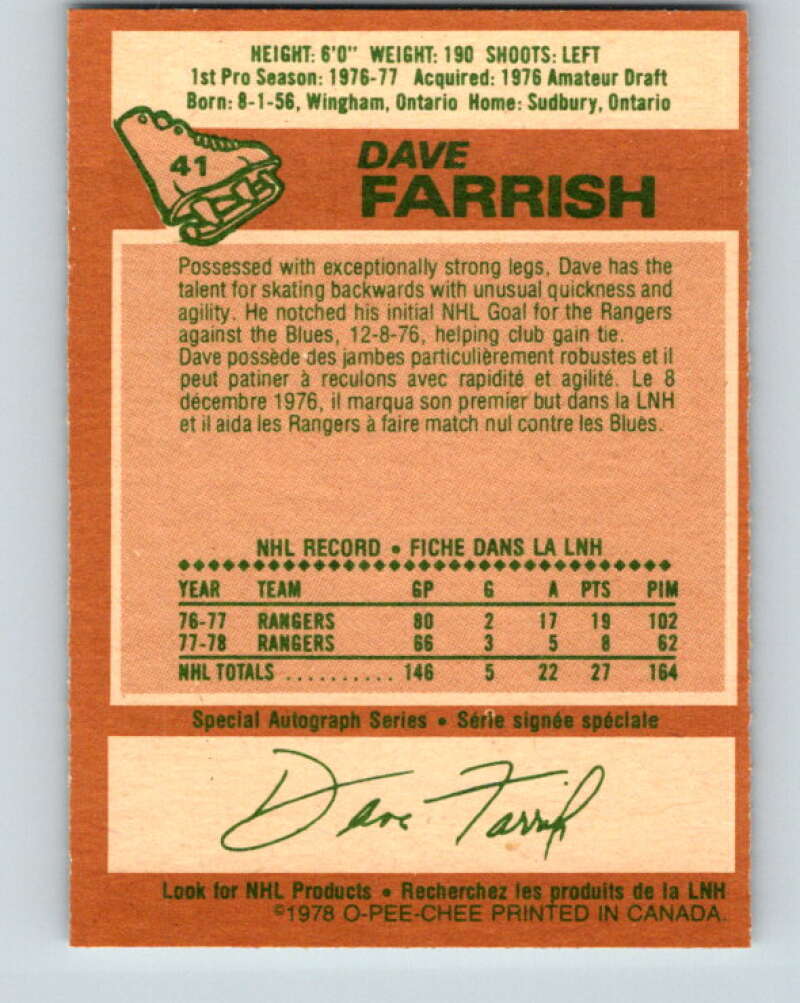 HEIGHT: 6'0" WEIGHT: 190 SHOOTS: LEFT
1st Pro Season: 1976-77 Acquired: 1976 Amateur Draft
Born: 8-1-56, Wingham, Ontario Home: Sudbury, Ontario
41
DAVE
FARRISH
Possessed with exceptionally strong legs, Dave has the
talent for skating backwards with unusual quickness and
agility. He notched his initial NHL Goal for the Rangers
against the Blues, 12-8-76, helping club gain tie.
Dave possède des jambes particulièrement robustes et il
peut patiner à reculons avec rapidité et agilité. Le 8
décembre 1976, il marqua son premier but dans la LNH
et il aida les Rangers à faire match nul contre les Blues.
NHL RECORD • FICHE DANS LA LNH
YEAR TEAM GP G A PTS PIM
76-77 RANGERS 80 2 17 19 102
77-78 RANGERS 66 3 5 8 62
NHL TOTALS .......... 146 5 22 27 164
Special Autograph Series • Série signée spéciale
Dave Farrish
Look for NHL Products • Recherchez les produits de la LNH
©1978 O-PEE-CHEE PRINTED IN CANADA.